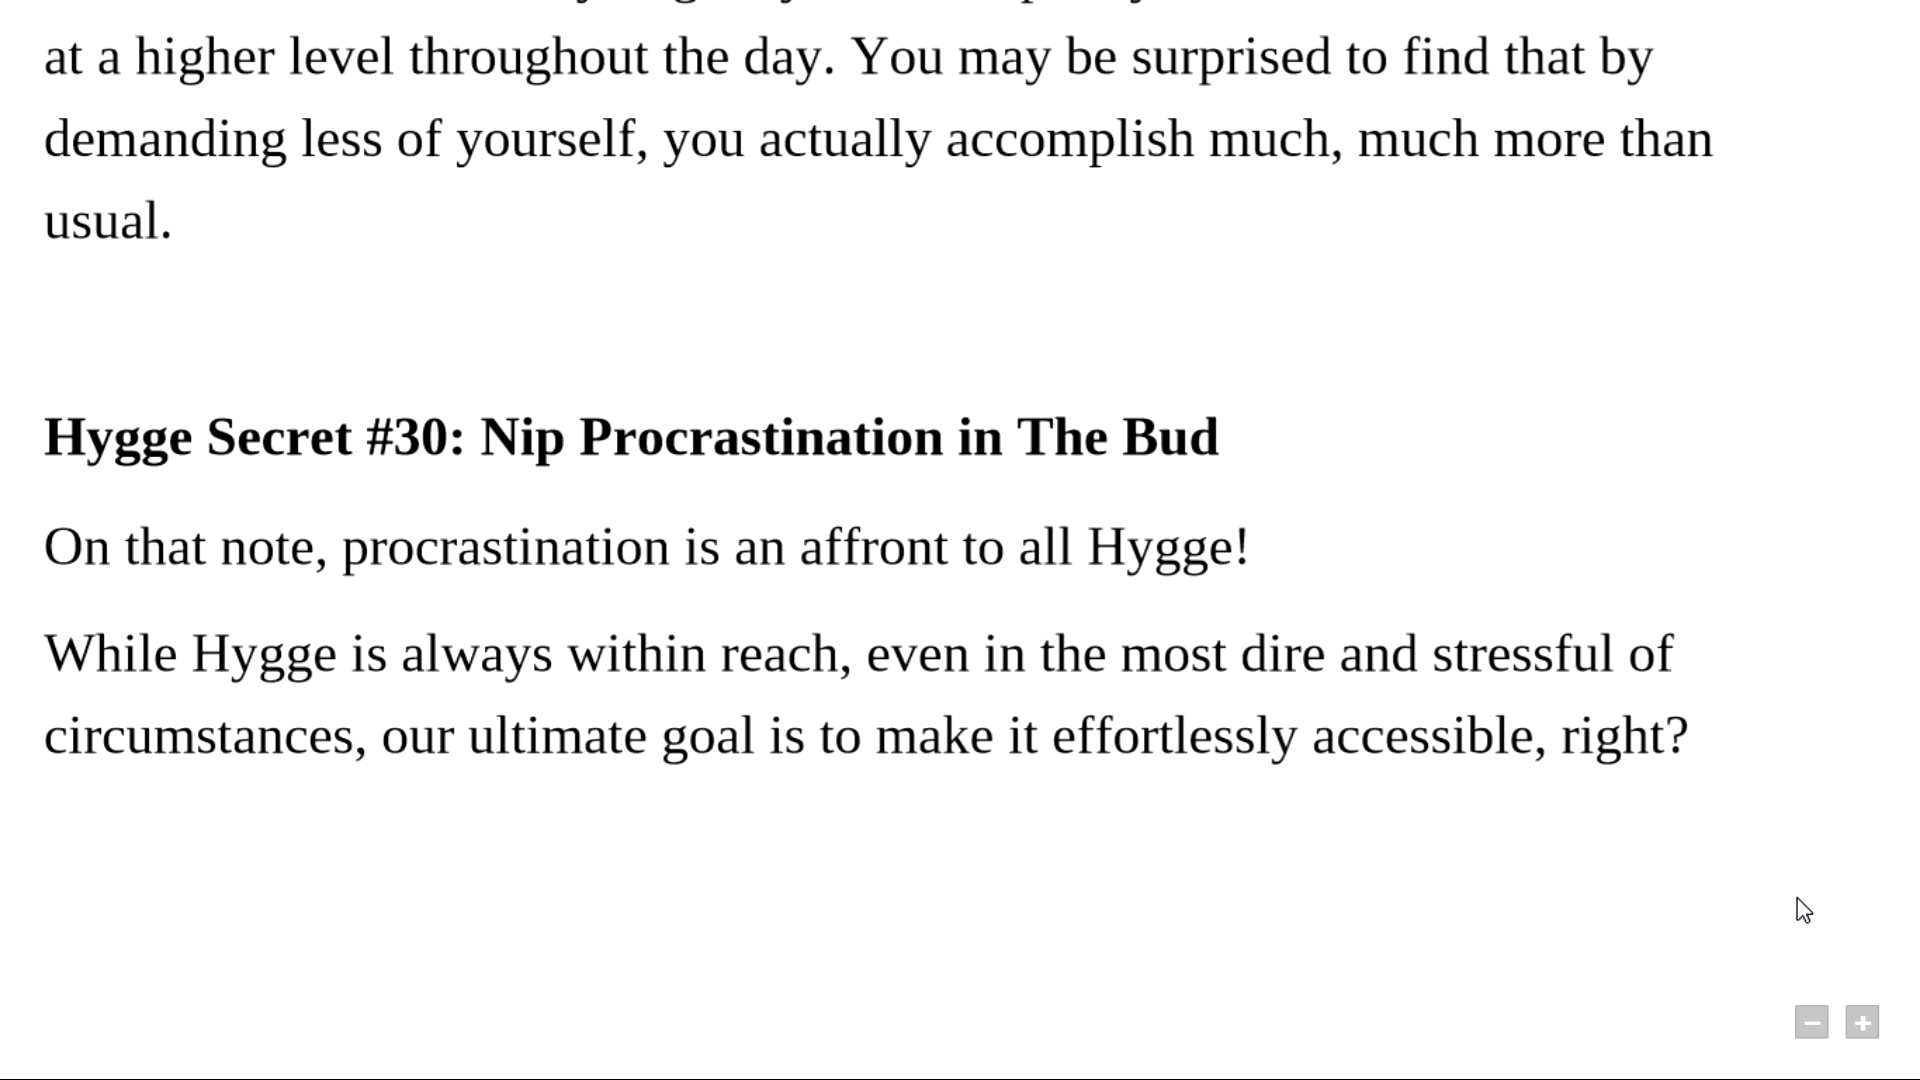 at a higher level throughout the day. You may be surprised to find that by
demanding less of yourself, you actually accomplish much, much more than
usual.
Hygge Secret #30: Nip Procrastination in The Bud
On that note, procrastination is an affront to all Hygge!
While Hygge is always within reach, even in the most dire and stressful of
circumstances, our ultimate goal is to make it effortlessly accessible, right?